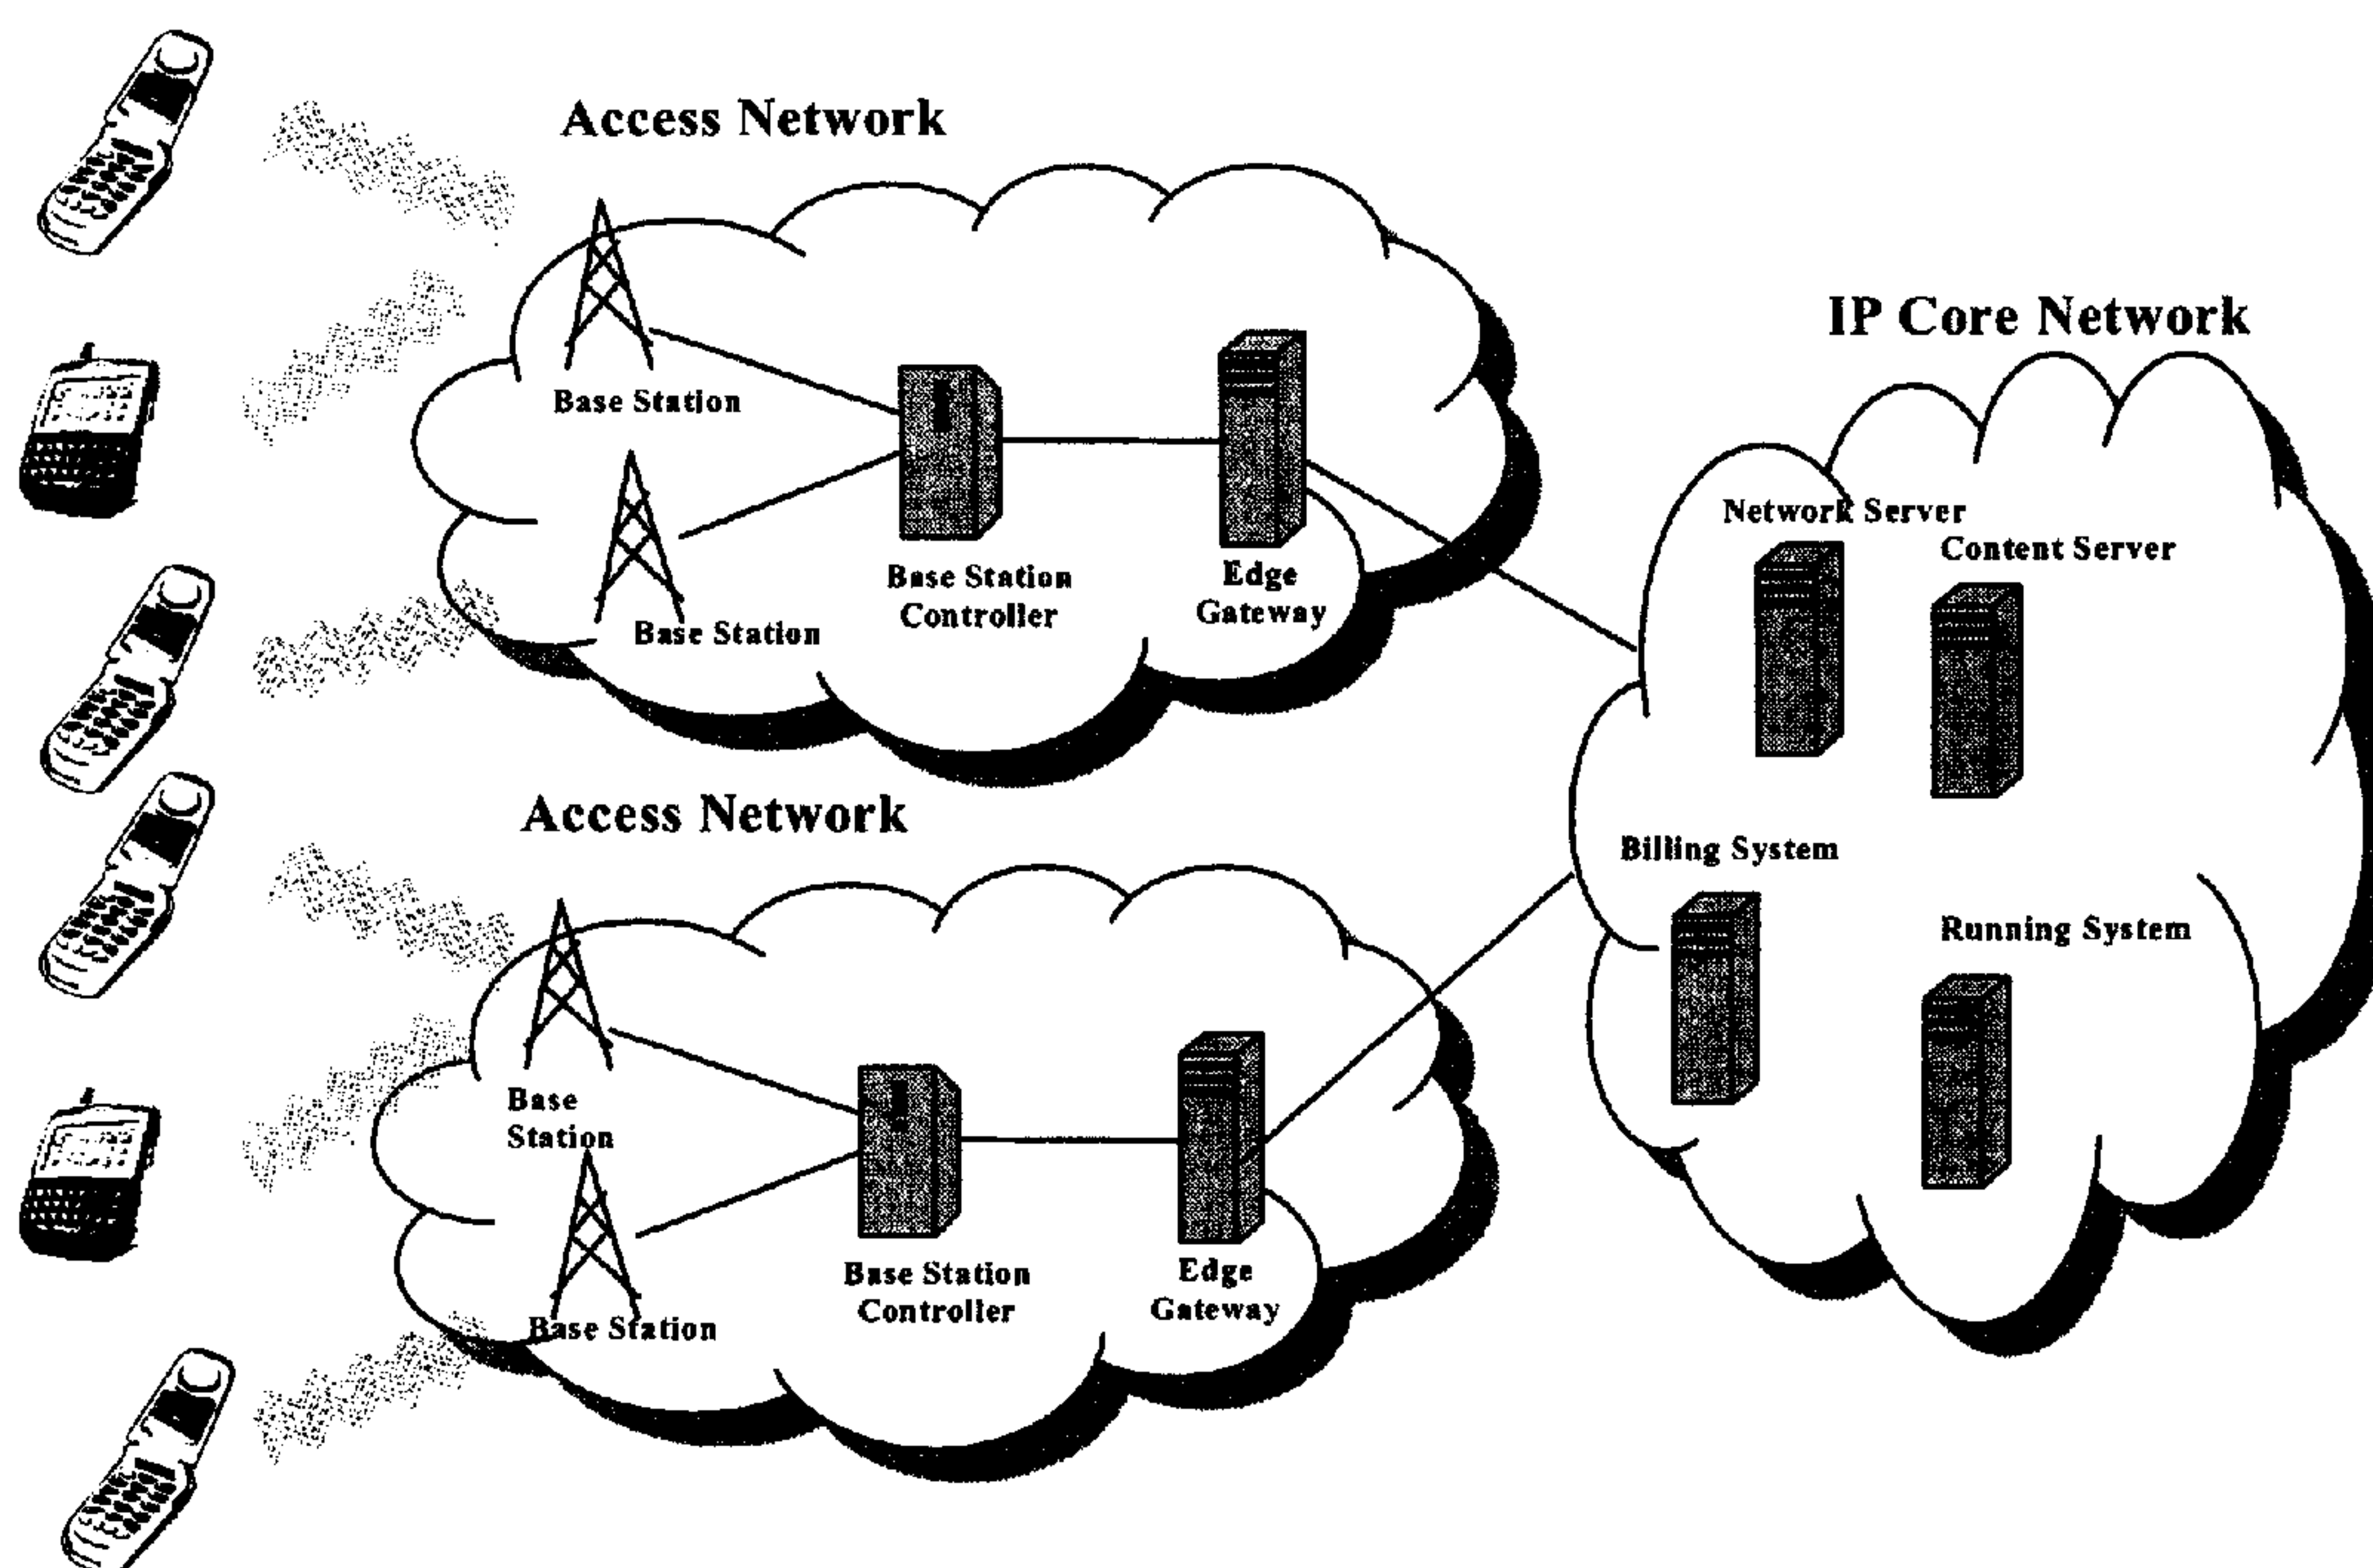 Access Network
Base Station
Base Station
Base Station
Controller
Edge
Gateway
IP Core Network
Network Server
Content Server
Billing System
Running System
Access Network
Base
Station
Base Station
Base Station
Controller
Edge
Gateway